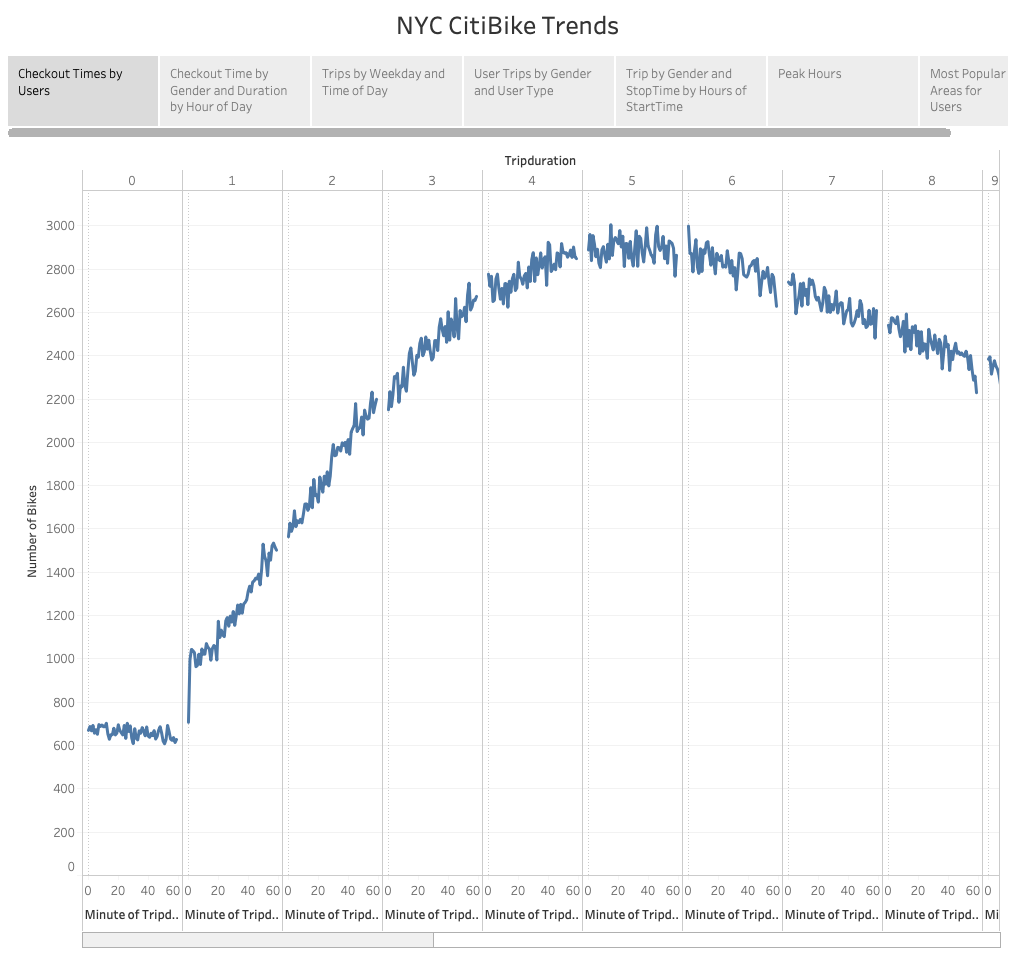 NYC CitiBike Trends
Checkout Times by
Users
Checkout Time by
Gender and Duration
by Hour of Day
Trips by Weekday and
Time of Day
User Trips by Gender
and User Type
Trip by Gender and
StopTime by Hours of
StartTime
Peak Hours
Most Popular
Areas for
Users
Tripduration
0 1 2 3 4 5 6 7 8 9
3000
2800
2600
2400
2200
2000
1800
1600
1400
1200
1000
800
600
400
200
0
Number of Bikes
0 20 40 60 0 20 40 60 0 20 40 60 0 20 40 60 0 20 40 60 0 20 40 60 0 20 40 60 0 20 40 60 0 20 40 60 0
Minute of Tripd.. Minute of Tripd.. Minute of Tripd.. Minute of Tripd.. Minute of Tripd.. Minute of Tripd.. Minute of Tripd.. Minute of Tripd.. Minute of Tripd.. Mi